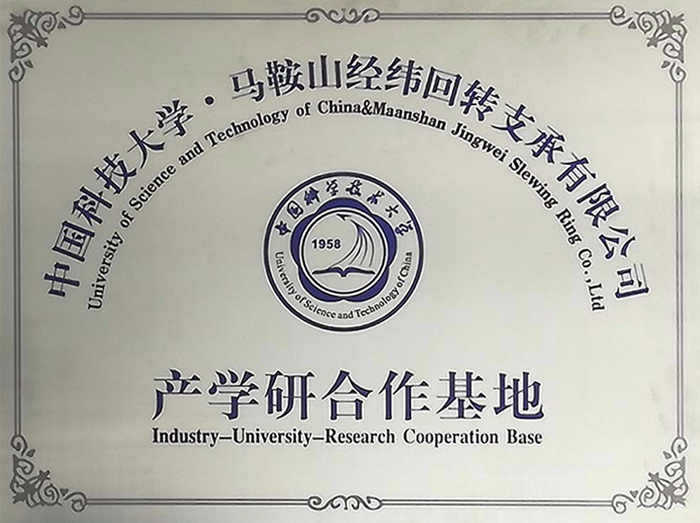 中国科技大学·马鞍山经纬回转支承有限公司
University of Science and Technology of China&Maanshan Jingwei Slewing Ring Co.,Ltd
中国科学技术大学
1958
University of Science and Technology of China
产学研合作基地
Industry—University—Research Cooperation Base